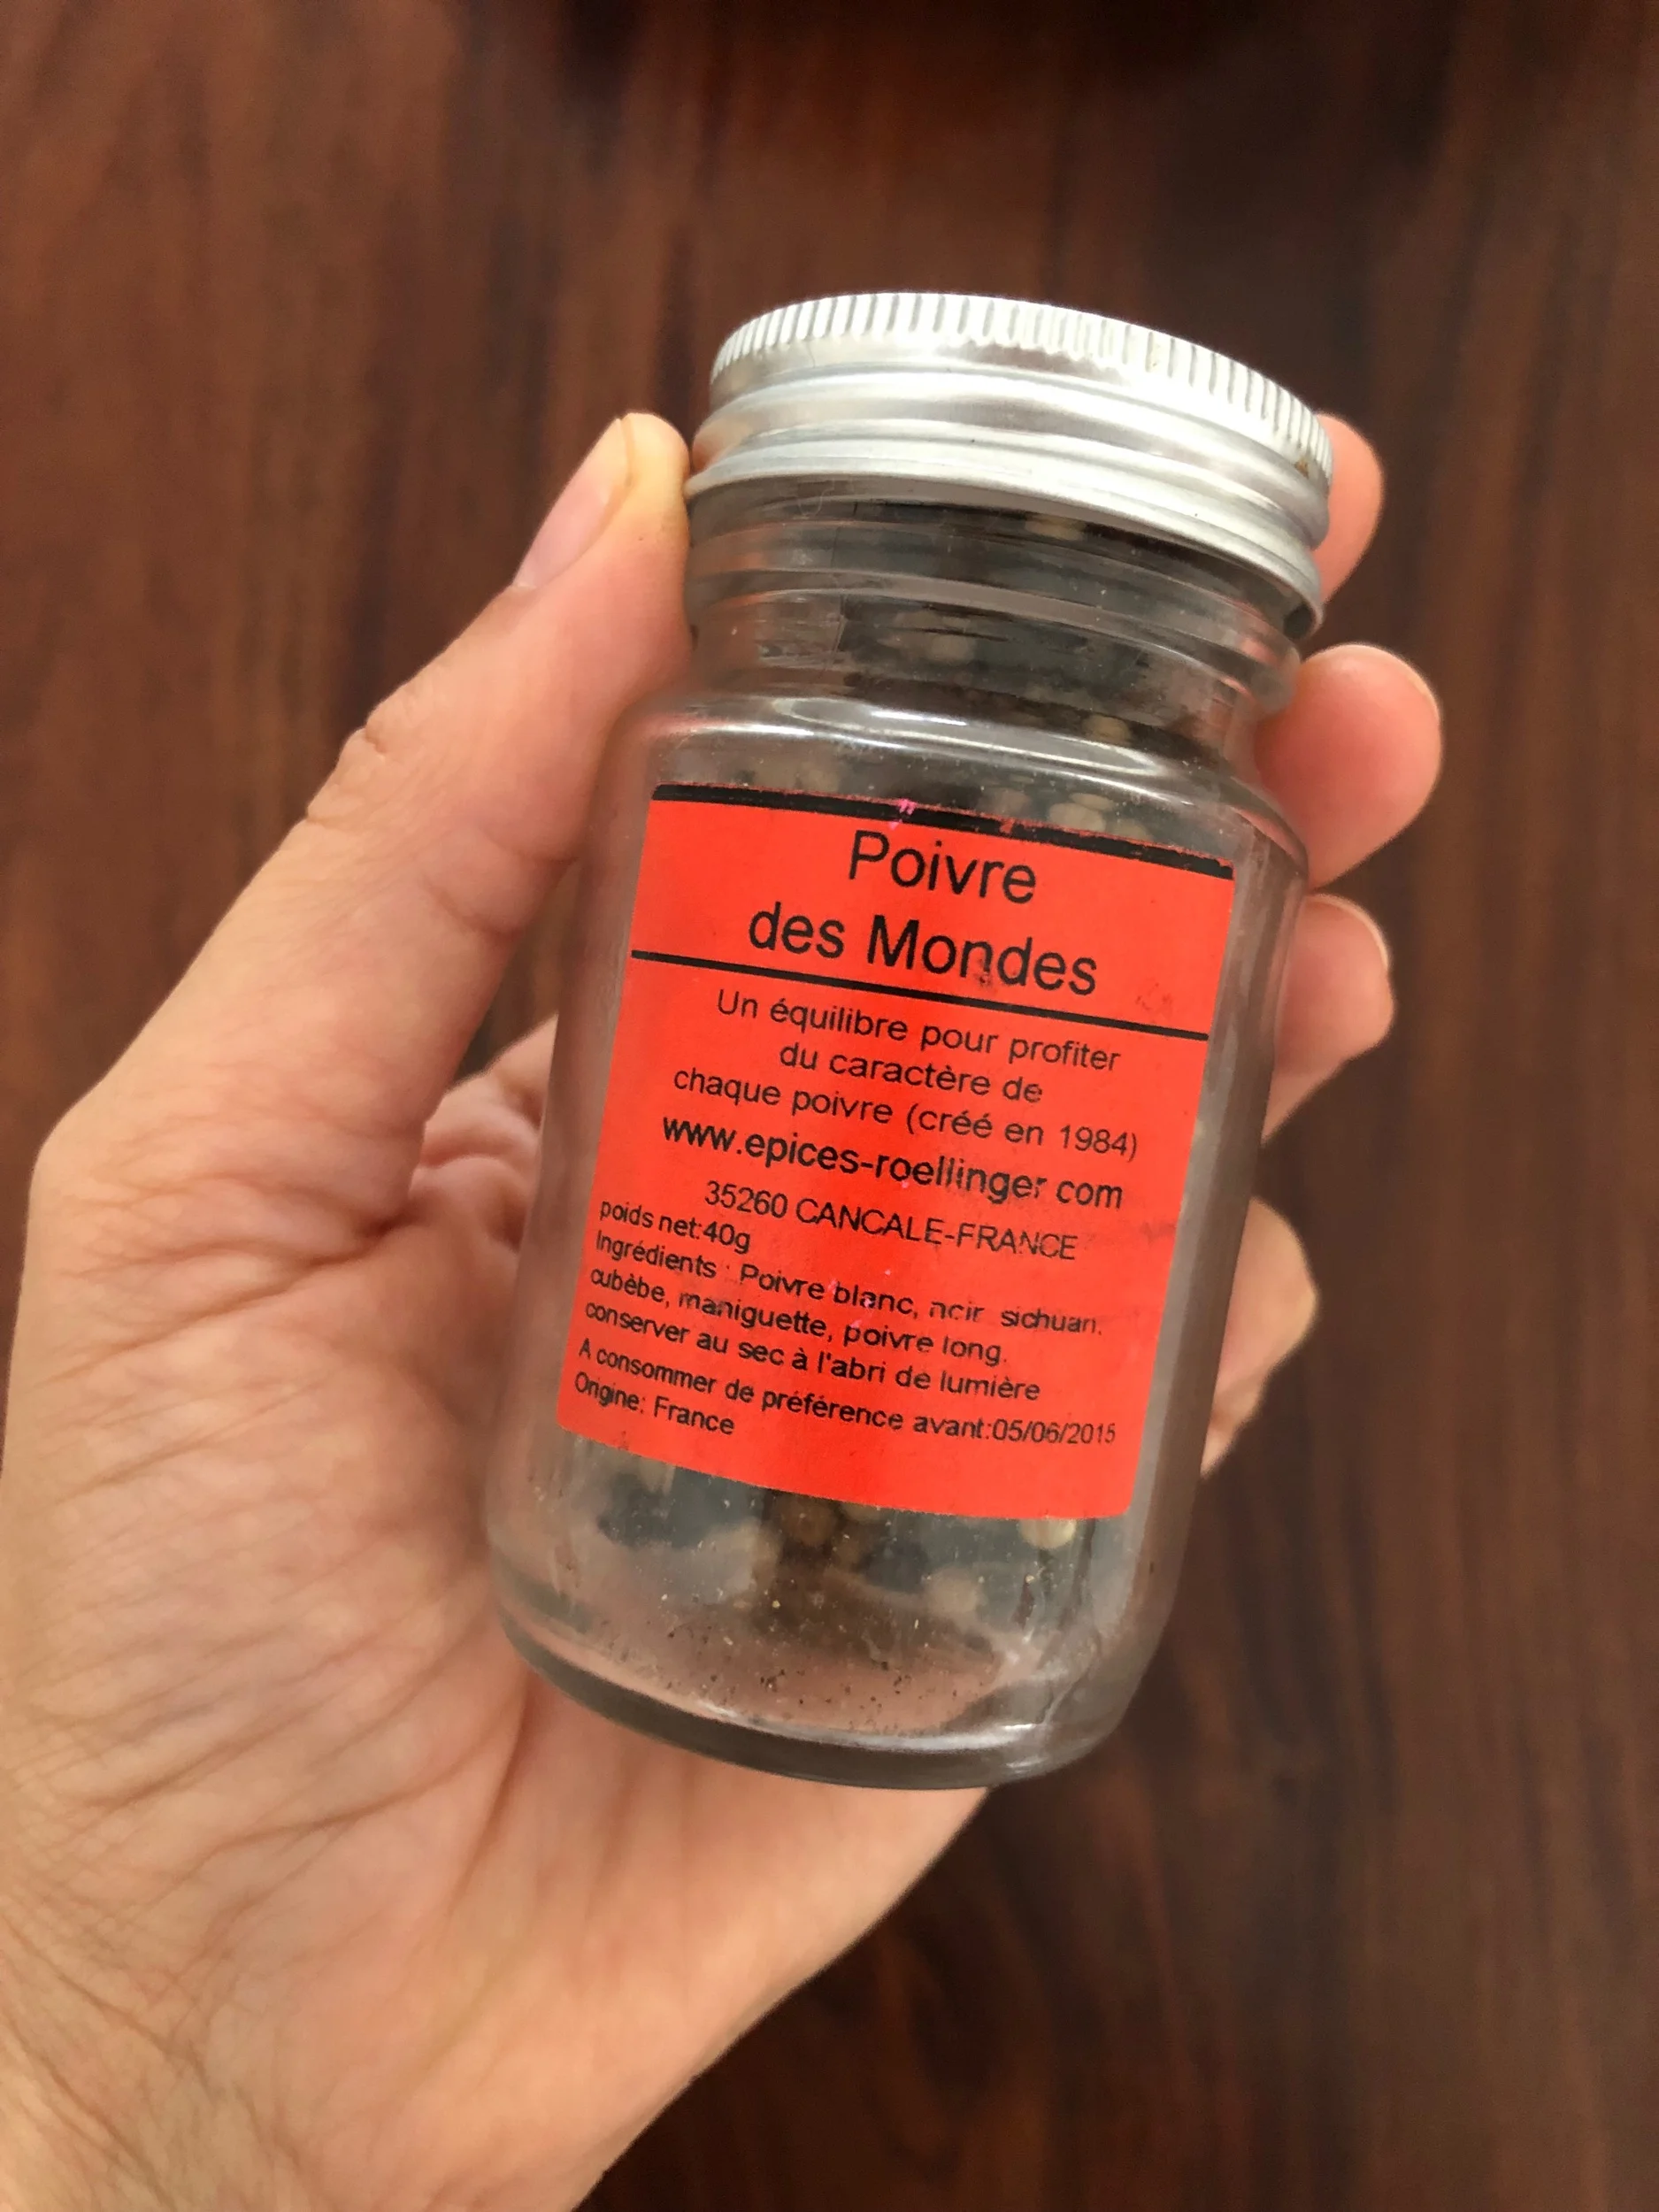 Poivre
des Mondes
Un équilibre pour profiter
du caractère de
chaque poivre (créé en 1984)
www.epices-roellinger.com
35260 CANCALE-FRANCE
poids net:40g
Ingrédients : Poivre blanc, noir sichuan,
cubèbe, maniguette, poivre long.
conserver au sec à l'abri de lumière
A consommer de préférence avant:05/06/2015
Origine: France